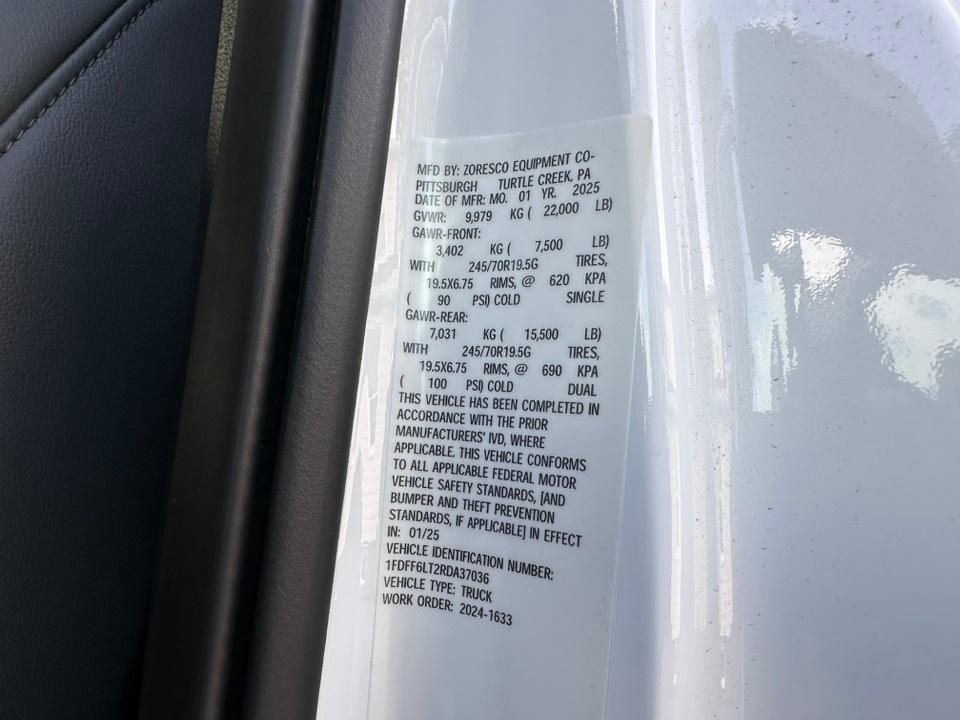 MFD BY: ZORESCO EQUIPMENT CO-
PITTSBURGH TURTLE CREEK, PA
DATE OF MFR: MO. 01 YR. 2025
GVWR: 9,979 KG ( 22,000 LB)
GAWR-FRONT:
3,402 KG ( 7,500 LB)
WITH 245/70R19.5G TIRES,
19.5X6.75 RIMS, @ 620 KPA
( 90 PSI) COLD SINGLE
GAWR-REAR:
7,031 KG ( 15,500 LB)
WITH 245/70R19.5G TIRES,
19.5X6.75 RIMS, @ 690 KPA
( 100 PSI) COLD DUAL
THIS VEHICLE HAS BEEN COMPLETED IN
ACCORDANCE WITH THE PRIOR
MANUFACTURERS' IVD, WHERE
APPLICABLE. THIS VEHICLE CONFORMS
TO ALL APPLICABLE FEDERAL MOTOR
VEHICLE SAFETY STANDARDS, [AND
BUMPER AND THEFT PREVENTION
STANDARDS, IF APPLICABLE] IN EFFECT
IN: 01/25
VEHICLE IDENTIFICATION NUMBER:
1FDFF6LT2RDA37036
VEHICLE TYPE: TRUCK
WORK ORDER: 2024-1633